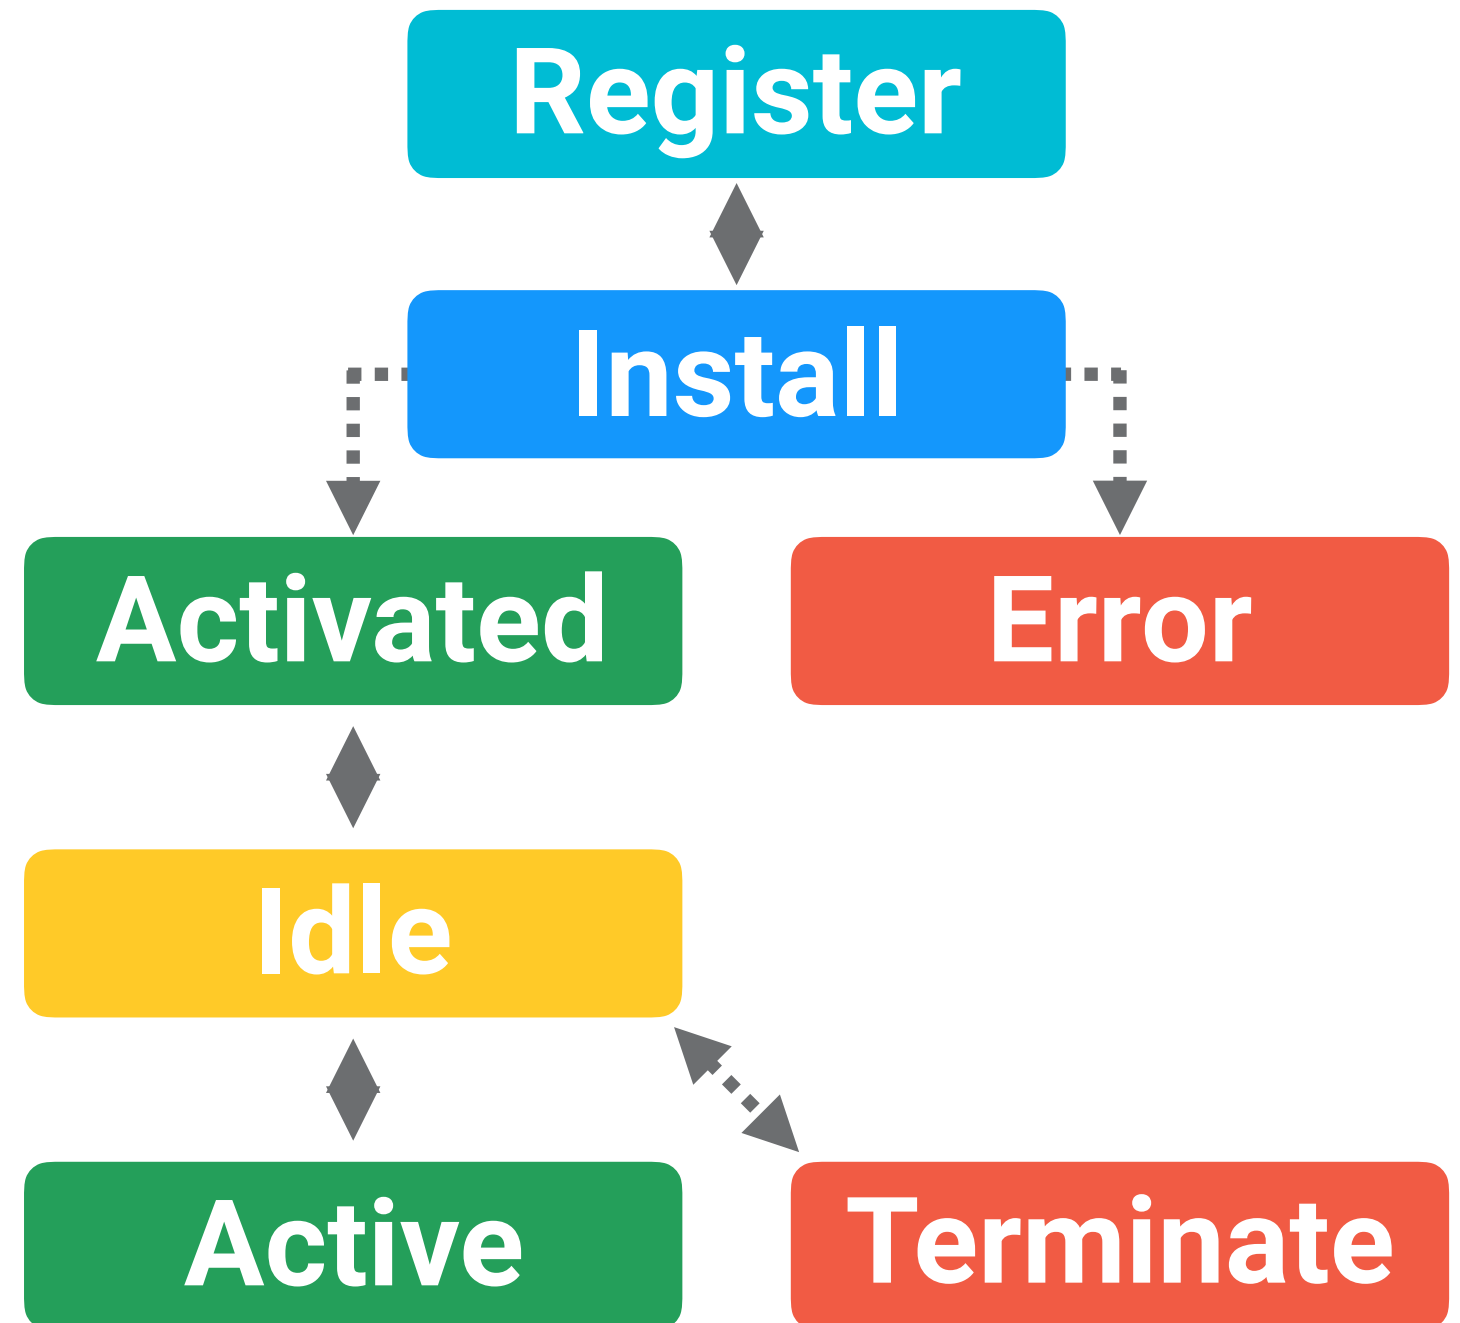 Register
Install
Activated
Error
Idle
Active
Terminate